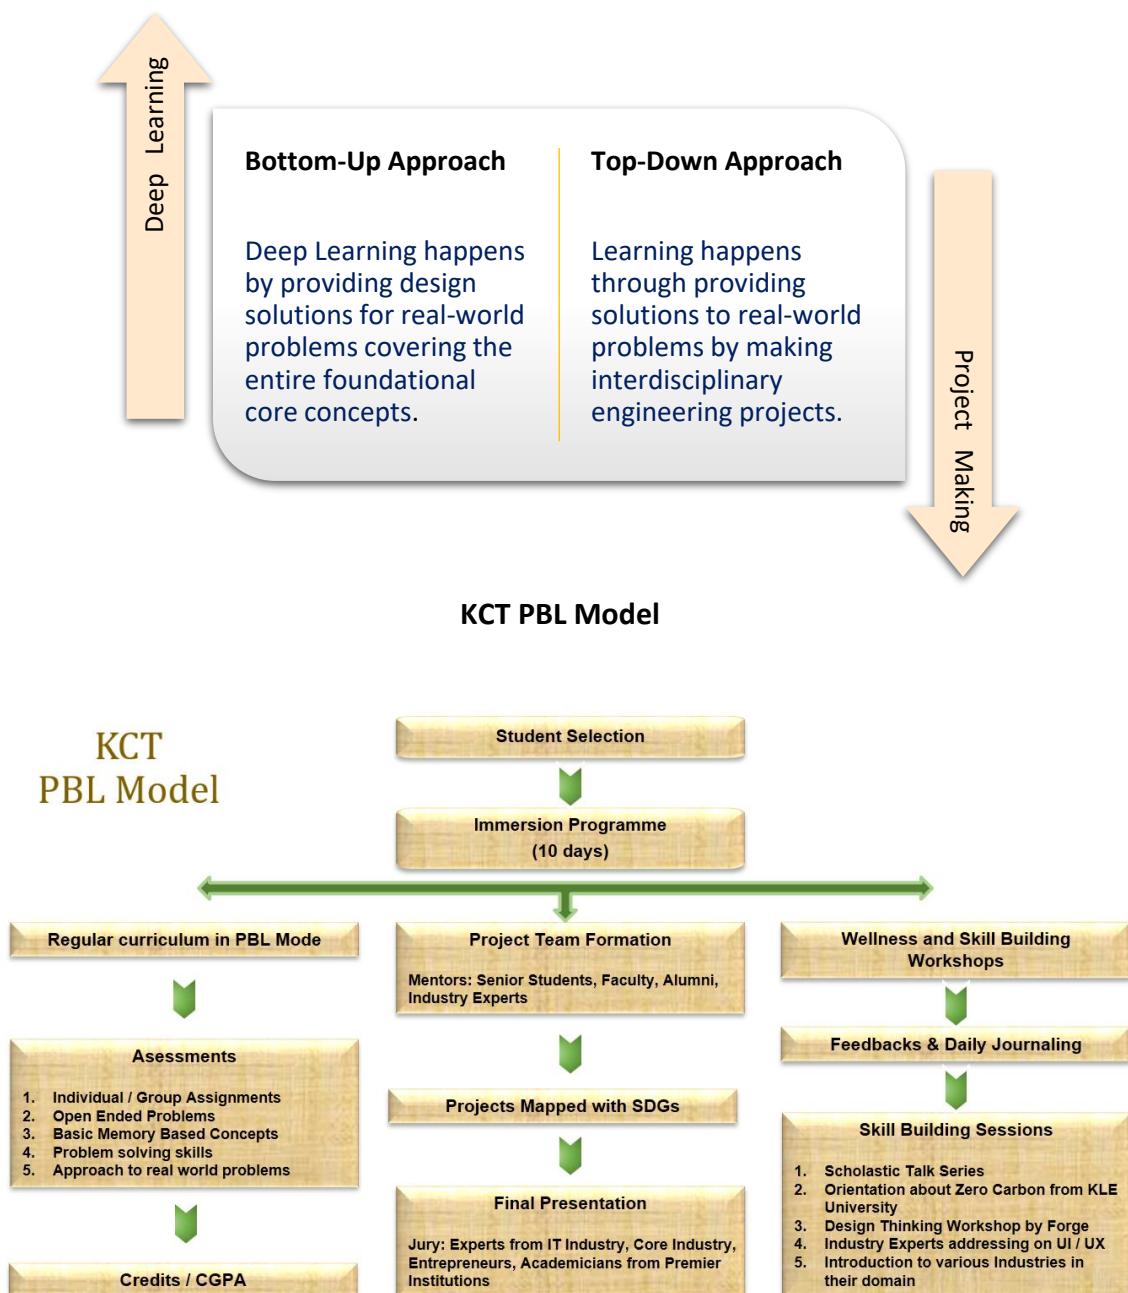 Deep Learning
Bottom-Up Approach
Deep Learning happens
by providing design
solutions for real-world
problems covering the
entire foundational
core concepts.
Top-Down Approach
Learning happens
through providing
solutions to real-world
problems by making
interdisciplinary
engineering projects.
Project Making
KCT PBL Model
KCT
PBL Model
Student Selection
Immersion Programme
(10 days)
Regular curriculum in PBL Mode
Asessments
1. Individual / Group Assignments
2. Open Ended Problems
3. Basic Memory Based Concepts
4. Problem solving skills
5. Approach to real world problems
Credits / CGPA
Project Team Formation
Mentors: Senior Students, Faculty, Alumni,
Industry Experts
Projects Mapped with SDGs
Final Presentation
Jury: Experts from IT Industry, Core Industry,
Entrepreneurs, Academicians from Premier
Institutions
Wellness and Skill Building
Workshops
Feedbacks & Daily Journaling
Skill Building Sessions
1. Scholastic Talk Series
2. Orientation about Zero Carbon from KLE
University
3. Design Thinking Workshop by Forge
4. Industry Experts addressing on UI / UX
5. Introduction to various Industries in
their domain